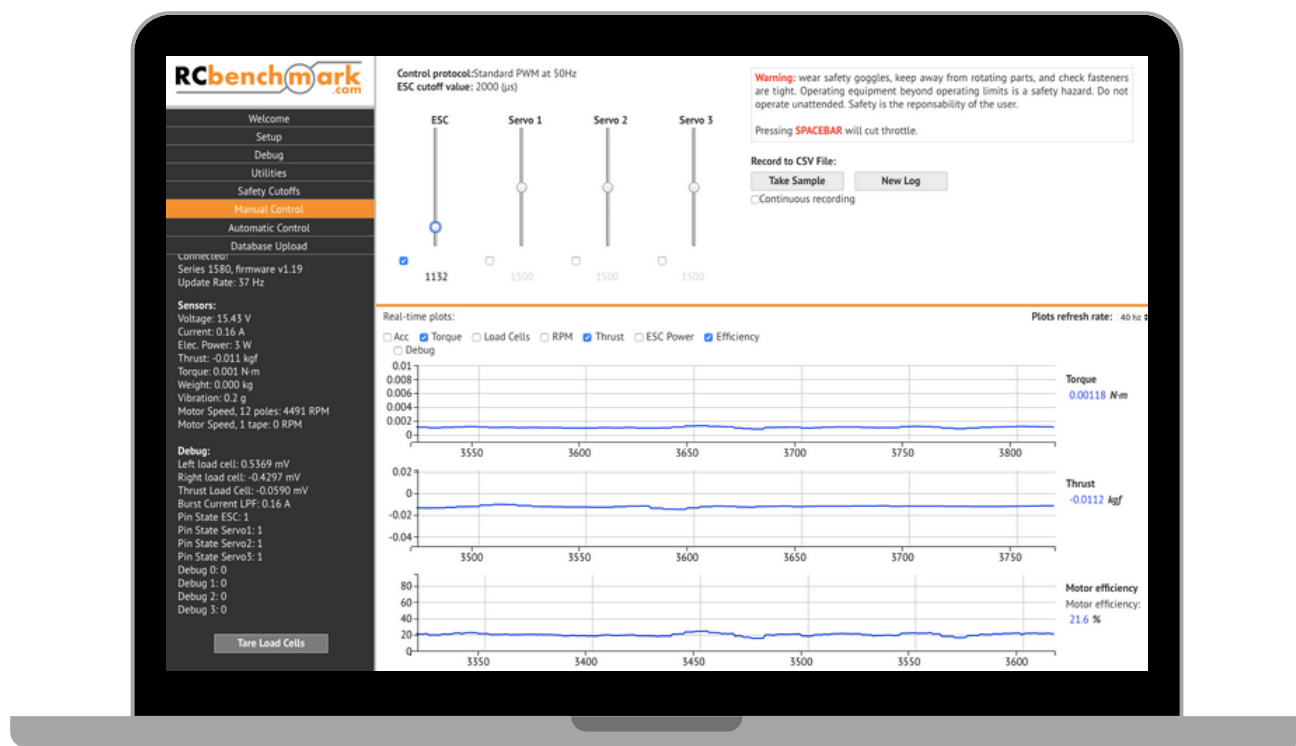 RCbenchmark
.com
Welcome
Setup
Debug
Utilities
Safety Cutoffs
Manual Control
Automatic Control
Database Upload
Connected!
Series 1580, firmware v1.19
Update Rate: 37 Hz
Sensors:
Voltage: 15.43 V
Current: 0.16 A
Elec. Power: 3 W
Thrust: -0.011 kgf
Torque: 0.001 N·m
Weight: 0.000 kg
Vibration: 0.2 g
Motor Speed, 12 poles: 4491 RPM
Motor Speed, 1 tape: 0 RPM
Debug:
Left load cell: 0.5369 mV
Right load cell: -0.4297 mV
Thrust Load Cell: -0.0590 mV
Burst Current LPF: 0.16 A
Pin State ESC: 1
Pin State Servo1: 1
Pin State Servo2: 1
Pin State Servo3: 1
Debug 0: 0
Debug 1: 0
Debug 2: 0
Debug 3: 0
Tare Load Cells
Control protocol:Standard PWM at 50Hz
ESC cutoff value: 2000 (µs)
ESC Servo 1 Servo 2 Servo 3
1132 1500 1500 1500
Warning: wear safety goggles, keep away from rotating parts, and check fasteners
are tight. Operating equipment beyond operating limits is a safety hazard. Do not
operate unattended. Safety is the reponsability of the user.
Pressing SPACEBAR will cut throttle.
Record to CSV File:
Take Sample New Log
Continuous recording
Real-time plots:
Plots refresh rate: 40 hz
Acc Torque Load Cells RPM Thrust ESC Power Efficiency
Debug
0.01
0.008
0.006
0.004
0.002
0
3550 3600 3650 3700 3750 3800
Torque
0.00118 N·m
0.02
0
-0.02
-0.04
3500 3550 3600 3650 3700 3750
Thrust
-0.0112 kgf
80
60
40
20
0
3350 3400 3450 3500 3550 3600
Motor efficiency
Motor efficiency:
21.6 %